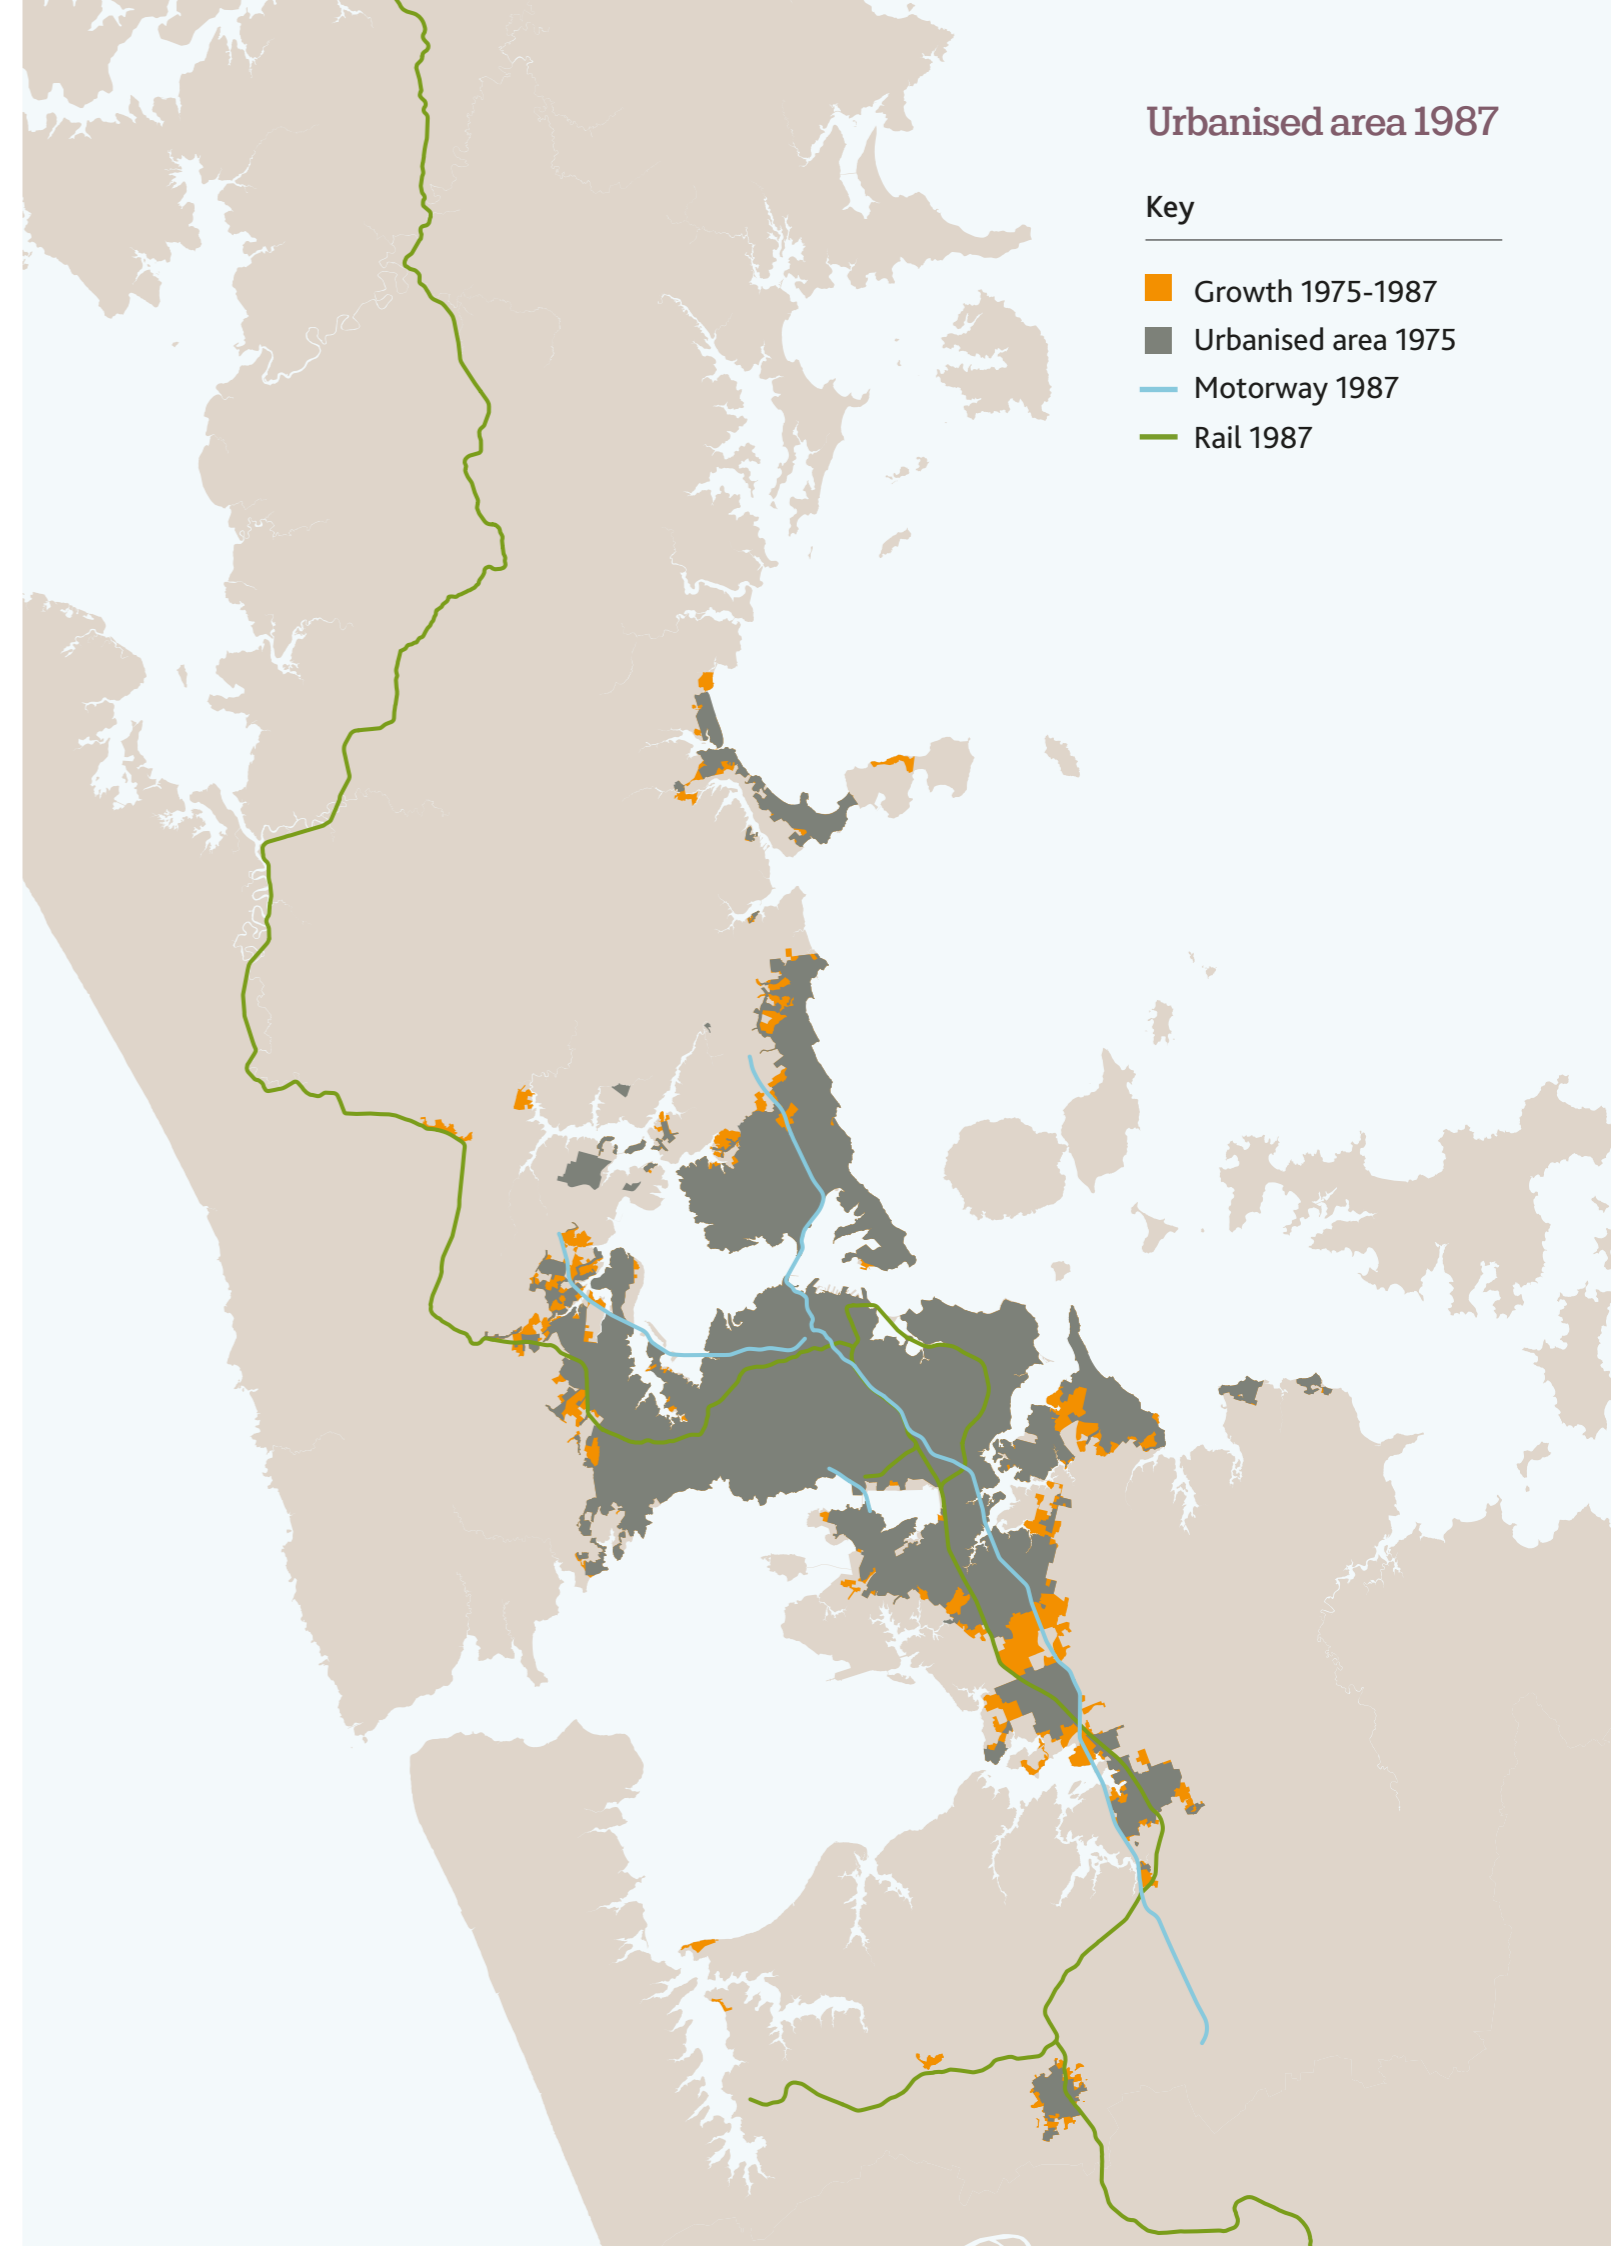 Urbanised area 1987
Key
Growth 1975-1987
Urbanised area 1975
Motorway 1987
Rail 1987